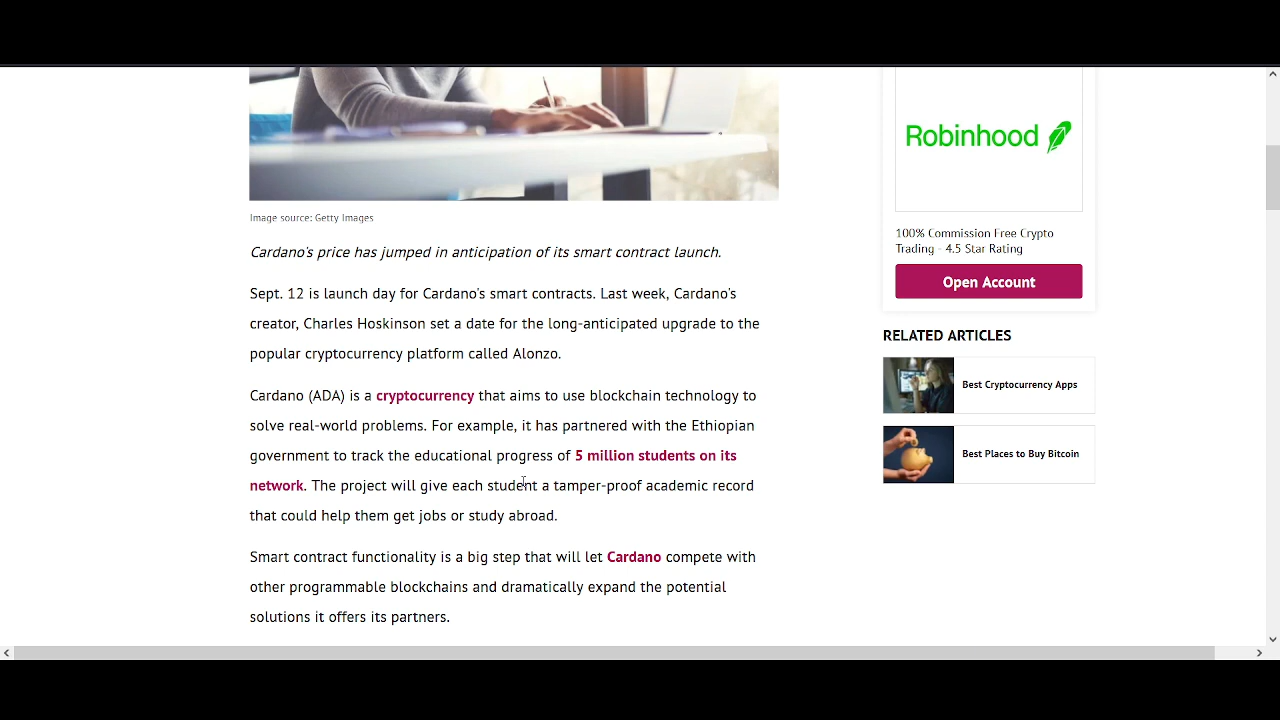 Image source: Getty Images
Cardano's price has jumped in anticipation of its smart contract launch.
Sept. 12 is launch day for Cardano's smart contracts. Last week, Cardano's
creator, Charles Hoskinson set a date for the long-anticipated upgrade to the
popular cryptocurrency platform called Alonzo.
Cardano (ADA) is a cryptocurrency that aims to use blockchain technology to
solve real-world problems. For example, it has partnered with the Ethiopian
government to track the educational progress of 5 million students on its
network. The project will give each student a tamper-proof academic record
that could help them get jobs or study abroad.
Smart contract functionality is a big step that will let Cardano compete with
other programmable blockchains and dramatically expand the potential
solutions it offers its partners.
Robinhood
100% Commission Free Crypto
Trading - 4.5 Star Rating
Open Account
RELATED ARTICLES
Best Cryptocurrency Apps
Best Places to Buy Bitcoin